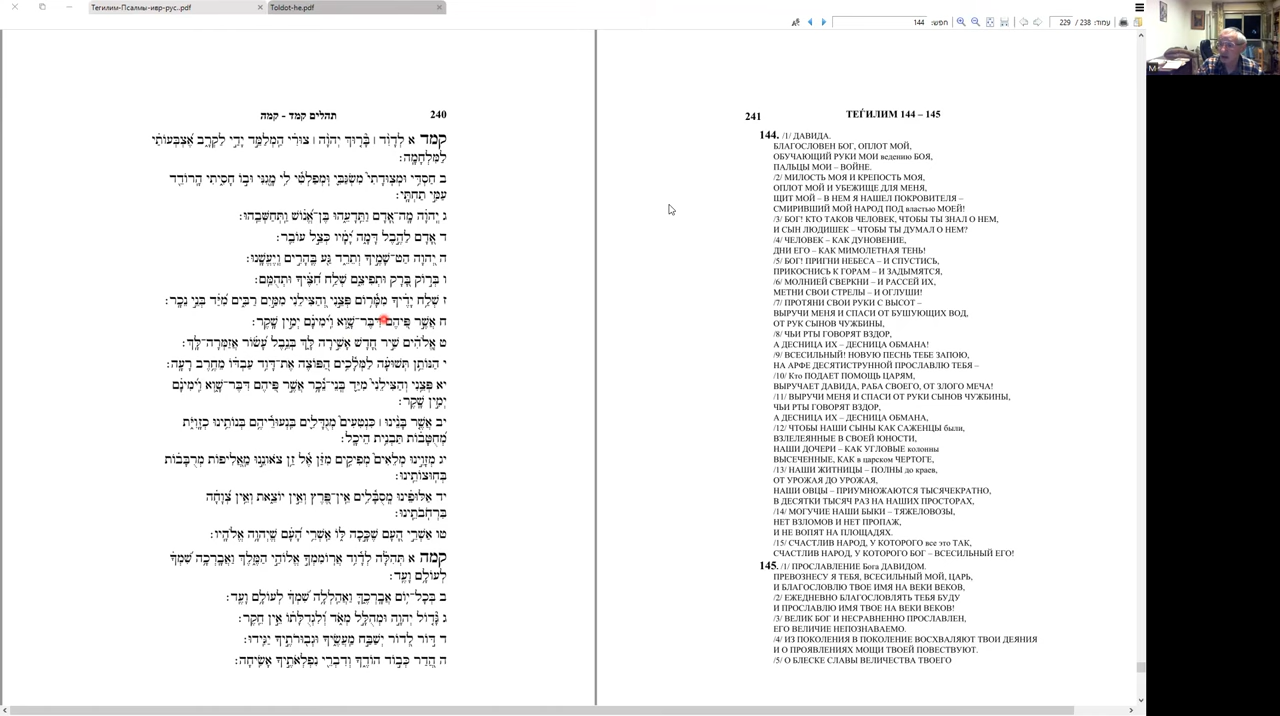 Тегилим-Псалмы-ивр-рус..pdf
Toldot-he.pdf
חפש: 144
עמוד: 229 / 238
תהלים קמד - קמה 240
קמד א לְדָוִד ׀ בָּרוּךְ יְהוָה ׀ צוּרִי הַמְלַמֵּד יָדַי לַקְרָב אֶצְבְּעוֹתַי
לַמִּלְחָמָה:
ב חַסְדִּי וּמְצוּדָתִי מִשְׂגַּבִּי וּמְפַלְטִי לִי מָגִנִּי וּבוֹ חָסִיתִי הָרוֹדֵד
עַמִּי תַחְתָּי:
ג יְהוָה מָה־אָדָם וַתֵּדָעֵהוּ בֶּן־אֱנוֹשׁ וַתְּחַשְּׁבֵהוּ:
ד אָדָם לַהֶבֶל דָּמָה יָמָיו כְּצֵל עוֹבֵר:
ה יְהוָה הַט־שָׁמֶיךָ וְתֵרֵד גַּע בֶּהָרִים וְיֶעֱשָׁנוּ:
ו בְּרוֹק בָּרָק וּתְפִיצֵם שְׁלַח חִצֶּיךָ וּתְהֻמֵּם:
ז שְׁלַח יָדֶיךָ מִמָּרוֹם פְּצֵנִי וְהַצִּילֵנִי מִמַּיִם רַבִּים מִיַּד בְּנֵי נֵכָר:
ח אֲשֶׁר פִּיהֶם דִּבֶּר־שָׁוְא וִימִינָם יְמִין שָׁקֶר:
ט אֱלֹהִים שִׁיר חָדָשׁ אָשִׁירָה לָּךְ בְּנֵבֶל עָשׂוֹר אֲזַמְּרָה־לָּךְ:
י הַנּוֹתֵן תְּשׁוּעָה לַמְּלָכִים הַפּוֹצֶה אֶת־דָּוִד עַבְדּוֹ מֵחֶרֶב רָעָה:
יא פְּצֵנִי וְהַצִּילֵנִי מִיַּד בְּנֵי־נֵכָר אֲשֶׁר פִּיהֶם דִּבֶּר־שָׁוְא וִימִינָם
יְמִין שָׁקֶר:
יב אֲשֶׁר בָּנֵינוּ ׀ כִּנְטִעִים מְגֻדָּלִים בִּנְעוּרֵיהֶם בְּנוֹתֵינוּ כְזָוִיֹּת
מְחֻטָּבוֹת תַּבְנִית הֵיכָל:
יג מְזָוֵינוּ מְלֵאִים מְפִיקִים מִזַּן אֶל זַן צֹאונֵנוּ מַאֲלִיפוֹת מְרֻבָּבוֹת
בְּחוּצוֹתֵינוּ:
יד אַלּוּפֵינוּ מְסֻבָּלִים אֵין־פֶּרֶץ וְאֵין יוֹצֵאת וְאֵין צְוָחָה
בִּרְחֹבֹתֵינוּ:
טו אַשְׁרֵי הָעָם שֶׁכָּכָה לּוֹ אַשְׁרֵי הָעָם שֶׁיֲהוָה אֱלֹהָיו:
קמה א תְּהִלָּה לְדָוִד אֲרוֹמִמְךָ אֱלוֹהַי הַמֶּלֶךְ וַאֲבָרְכָה שִׁמְךָ
לְעוֹלָם וָעֶד:
ב בְּכָל־יוֹם אֲבָרְכֶךָּ וַאֲהַלְלָה שִׁמְךָ לְעוֹלָם וָעֶד:
ג גָּדוֹל יְהוָה וּמְהֻלָּל מְאֹד וְלִגְדֻלָּתוֹ אֵין חֵקֶר:
ד דּוֹר לְדוֹר יְשַׁבַּח מַעֲשֶׂיךָ וּגְבוּרֹתֶיךָ יַגִּידוּ:
ה הֲדַר כְּבוֹד הוֹדֶךָ וְדִבְרֵי נִפְלְאֹתֶיךָ אָשִׂיחָה:
241 ТЕГИ́ЛИМ 144 – 145
144. /1/ ДАВИДА.
БЛАГОСЛОВЕН БОГ, ОПЛОТ МОЙ,
ОБУЧАЮЩИЙ РУКИ МОИ ведению БОЯ,
ПАЛЬЦЫ МОИ – ВОЙНЕ.
/2/ МИЛОСТЬ МОЯ И КРЕПОСТЬ МОЯ,
ОПЛОТ МОЙ И УБЕЖИЩЕ ДЛЯ МЕНЯ,
ЩИТ МОЙ – В НЕМ Я НАШЕЛ ПОКРОВИТЕЛЯ –
СМИРИВШИЙ МОЙ НАРОД ПОД властью МОЕЙ!
/3/ БОГ! КТО ТАКОВ ЧЕЛОВЕК, ЧТОБЫ ТЫ ЗНАЛ О НЕМ,
И СЫН ЛЮДИШЕК – ЧТОБЫ ТЫ ДУМАЛ О НЕМ?
/4/ ЧЕЛОВЕК – КАК ДУНОВЕНИЕ,
ДНИ ЕГО – КАК МИМОЛЕТНАЯ ТЕНЬ!
/5/ БОГ! ПРИГНИ НЕБЕСА – И СПУСТИСЬ,
ПРИКОСНИСЬ К ГОРАМ – И ЗАДЫМЯТСЯ,
/6/ МОЛНИЕЙ СВЕРКНИ – И РАССЕЙ ИХ,
МЕТНИ СВОИ СТРЕЛЫ – И ОГЛУШИ!
/7/ ПРОТЯНИ СВОИ РУКИ С ВЫСОТ –
ВЫРУЧИ МЕНЯ И СПАСИ ОТ БУШУЮЩИХ ВОД,
ОТ РУК СЫНОВ ЧУЖБИНЫ,
/8/ ЧЬИ РТЫ ГОВОРЯТ ВЗДОР,
А ДЕСНИЦА ИХ – ДЕСНИЦА ОБМАНА!
/9/ ВСЕСИЛЬНЫЙ! НОВУЮ ПЕСНЬ ТЕБЕ ЗАПОЮ,
НА АРФЕ ДЕСЯТИСТРУННОЙ ПРОСЛАВЛЮ ТЕБЯ –
/10/ Кто ПОДАЕТ ПОМОЩЬ ЦАРЯМ,
ВЫРУЧАЕТ ДАВИДА, РАБА СВОЕГО, ОТ ЗЛОГО МЕЧА!
/11/ ВЫРУЧИ МЕНЯ И СПАСИ ОТ РУКИ СЫНОВ ЧУЖБИНЫ,
ЧЬИ РТЫ ГОВОРЯТ ВЗДОР,
А ДЕСНИЦА ИХ – ДЕСНИЦА ОБМАНА,
/12/ ЧТОБЫ НАШИ СЫНЫ КАК САЖЕНЦЫ были,
ВЗЛЕЛЕЯННЫЕ В СВОЕЙ ЮНОСТИ,
НАШИ ДОЧЕРИ – КАК УГЛОВЫЕ колонны
ВЫСЕЧЕННЫЕ, КАК в царском ЧЕРТОГЕ,
/13/ НАШИ ЖИТНИЦЫ – ПОЛНЫ до краев,
ОТ УРОЖАЯ ДО УРОЖАЯ,
НАШИ ОВЦЫ – ПРИУМНОЖАЮТСЯ ТЫСЯЧЕКРАТНО,
В ДЕСЯТКИ ТЫСЯЧ РАЗ НА НАШИХ ПРОСТОРАХ,
/14/ МОГУЧИЕ НАШИ БЫКИ – ТЯЖЕЛОВОЗЫ,
НЕТ ВЗЛОМОВ И НЕТ ПРОПАЖ,
И НЕ ВОПЯТ НА ПЛОЩАДЯХ.
/15/ СЧАСТЛИВ НАРОД, У КОТОРОГО все это ТАК,
СЧАСТЛИВ НАРОД, У КОТОРОГО БОГ – ВСЕСИЛЬНЫЙ ЕГО!
145. /1/ ПРОСЛАВЛЕНИЕ Бога ДАВИДОМ.
ПРЕВОЗНЕСУ Я ТЕБЯ, ВСЕСИЛЬНЫЙ МОЙ, ЦАРЬ,
И БЛАГОСЛОВЛЮ ТВОЕ ИМЯ НА ВЕКИ ВЕКОВ,
/2/ ЕЖЕДНЕВНО БЛАГОСЛОВЛЯТЬ ТЕБЯ БУДУ
И ПРОСЛАВЛЮ ИМЯ ТВОЕ НА ВЕКИ ВЕКОВ!
/3/ ВЕЛИК БОГ И НЕСРАВНЕННО ПРОСЛАВЛЕН,
ЕГО ВЕЛИЧИЕ НЕПОЗНАВАЕМО.
/4/ ИЗ ПОКОЛЕНИЯ В ПОКОЛЕНИЕ ВОСХВАЛЯЮТ ТВОИ ДЕЯНИЯ
И О ПРОЯВЛЕНИЯХ МОЩИ ТВОЕЙ ПОВЕСТВУЮТ.
/5/ О БЛЕСКЕ СЛАВЫ ВЕЛИЧЕСТВА ТВОЕГО